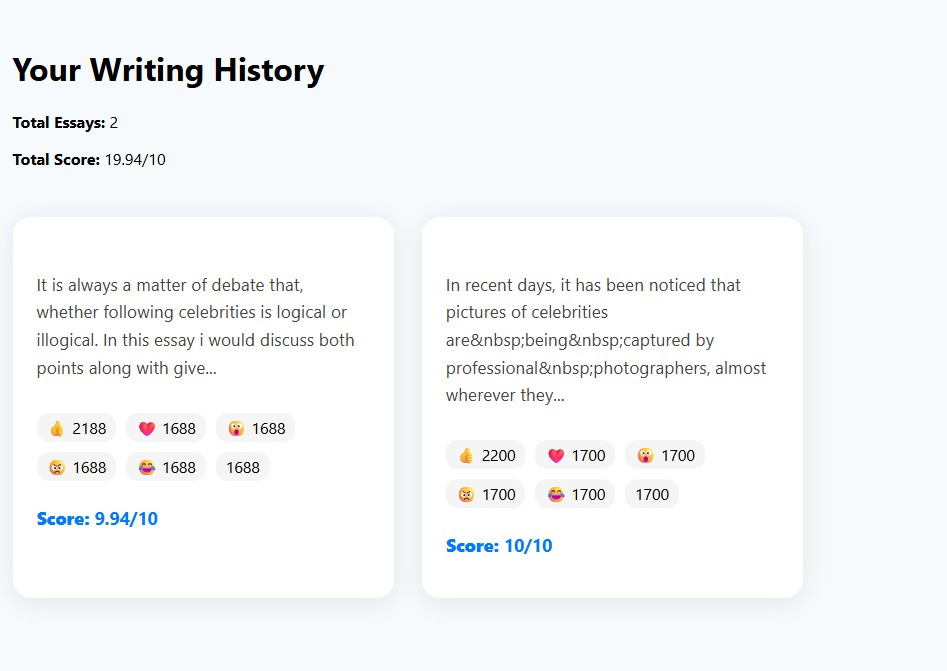 Your Writing History
Total Essays: 2
Total Score: 19.94/10
It is always a matter of debate that,
whether following celebrities is logical or
illogical. In this essay i would discuss both
points along with give...
👍 2188 ❤️ 1688 😱 1688
😡 1688 😂 1688 1688
Score: 9.94/10
In recent days, it has been noticed that
pictures of celebrities
are&nbsp;being&nbsp;captured by
professional&nbsp;photographers, almost
wherever they...
👍 2200 ❤️ 1700 😱 1700
😡 1700 😂 1700 1700
Score: 10/10